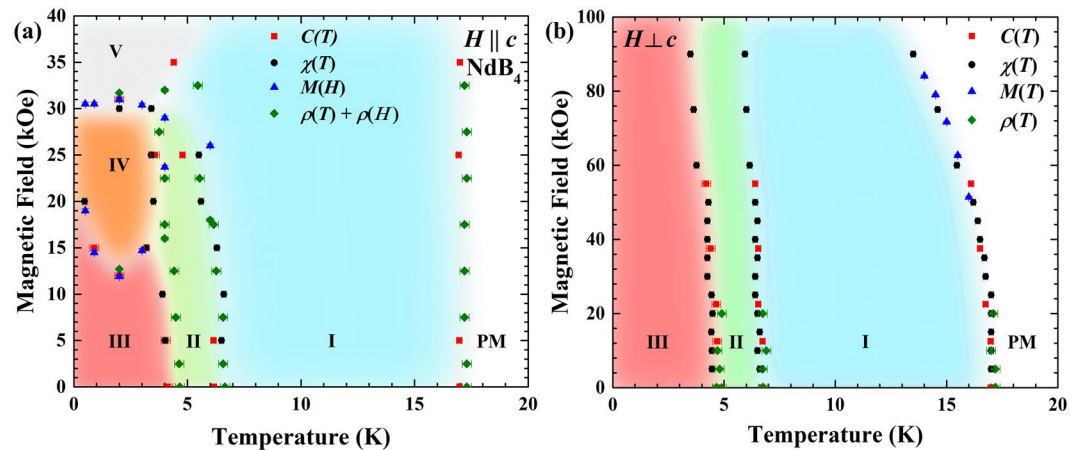 (a)
H || c
NdB4
C(T)
χ(T)
M(H)
ρ(T) + ρ(H)
V
IV
III
II
I
PM
40
35
30
25
20
15
10
5
0
0
5
10
15
20
Magnetic Field (kOe)
Temperature (K)
(b)
H ⊥ c
C(T)
χ(T)
M(T)
ρ(T)
III
II
I
PM
100
80
60
40
20
0
0
5
10
15
20
Magnetic Field (kOe)
Temperature (K)